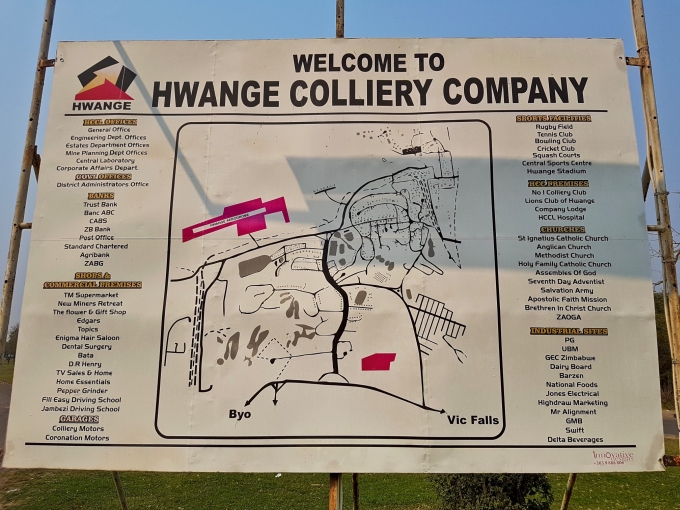 WELCOME TO
HWANGE COLLIERY COMPANY
HWANGE
HCCL OFFICES
General Office
Engineering Dept. Offices
Estates Department Offices
Mine Planning Dept Offices
Central Laboratory
Corporate Affairs Depart.
GOVT OFFICES
District Administrators Office
BANKS
Trust Bank
Banc ABC
CABS
ZB Bank
Post Office
Standard Chartered
Agribank
ZABG
SHOPS &
COMMERCIAL PREMISES
TM Supermarket
New Miners Retreat
The flower & Gift Shop
Edgars
Topics
Enigma Hair Saloon
Dental Surgery
Bata
D.R Henry
TV Sales & Home
Home Essentials
Pepper Grinder
Fill Easy Driving School
Jambezi Driving School
GARAGES
Colliery Motors
Coronation Motors
Byo
Vic Falls
SPORTS FACILITIES
Rugby Field
Tennis Club
Bowling Club
Cricket Club
Squash Courts
Central Sports Centre
Hwange Stadium
PREMISES
No 1 Colliery Club
Lions Club of Hwange
Company Lodge
HCCL Hospital
CHURCHES
St Ignatius Catholic Church
Anglican Church
Methodist Church
Holy Family Catholic Church
Assembles Of God
Seventh Day Adventist
Salvation Army
Apostolic Faith Mission
Brethren In Christ Church
ZAOGA
INDUSTRIAL SITES
PG
UBM
GEC Zimbabwe
Dairy Board
Barzen
National Foods
Jones Electrical
Highdraw Marketing
Mr Alignment
GMB
Swift
Delta Beverages